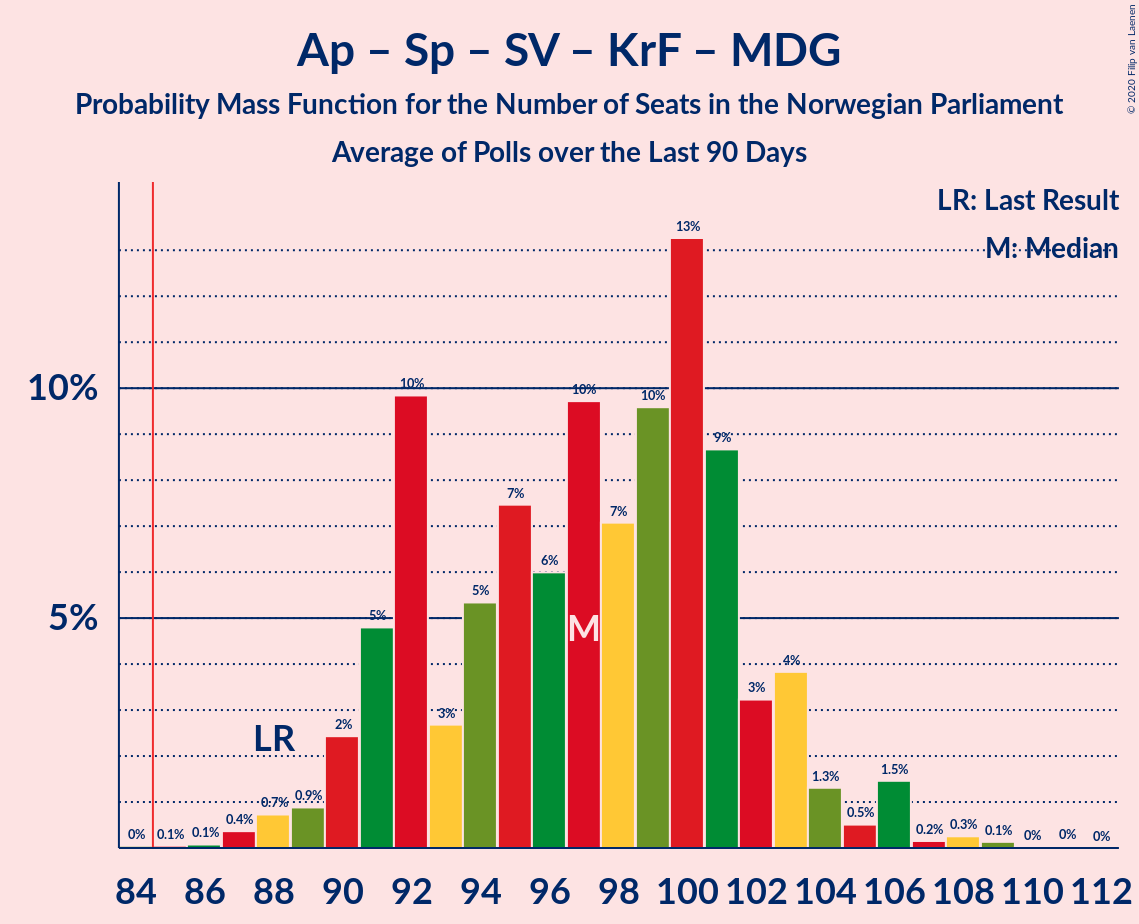 Ap – Sp – SV – KrF – MDG
Probability Mass Function for the Number of Seats in the Norwegian Parliament
Average of Polls over the Last 90 Days
© 2020 Filip van Laenen
LR: Last Result
M: Median
10%
5%
LR
M
0% 0.1% 0.1% 0.4% 0.7% 0.9% 2% 5% 10% 3% 5% 7% 6% 10% 7% 10% 13% 9% 3% 4% 1.3% 0.5% 1.5% 0.2% 0.3% 0.1% 0% 0% 0%
84 86 88 90 92 94 96 98 100 102 104 106 108 110 112